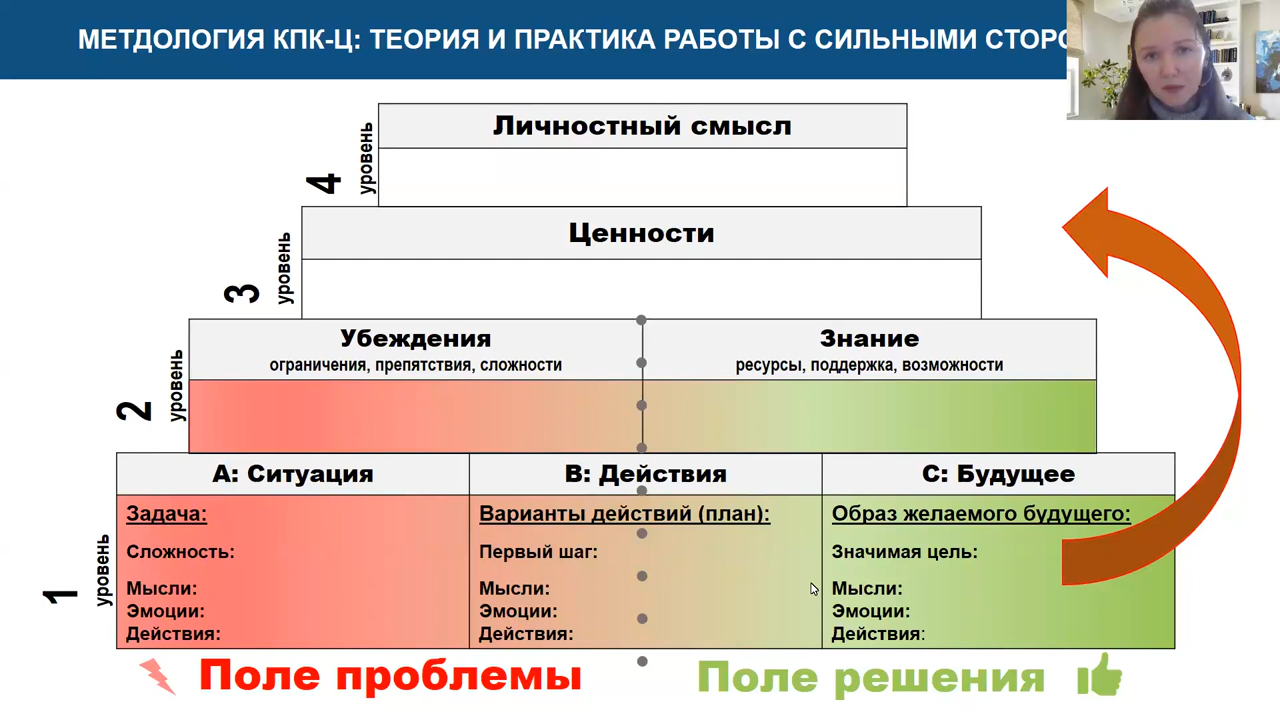 МЕТДОЛОГИЯ КПК-Ц: ТЕОРИЯ И ПРАКТИКА РАБОТЫ С СИЛЬНЫМИ
4 уровень
Личностный смысл
3 уровень
Ценности
2 уровень
Убеждения
ограничения, препятствия, сложности
Знание
ресурсы, поддержка, возможности
1 уровень
А: Ситуация
Задача:
Сложность:
Мысли:
Эмоции:
Действия:
В: Действия
Варианты действий (план):
Первый шаг:
Мысли:
Эмоции:
Действия:
С: Будущее
Образ желаемого будущего:
Значимая цель:
Мысли:
Эмоции:
Действия:
Поле проблемы
Поле решения